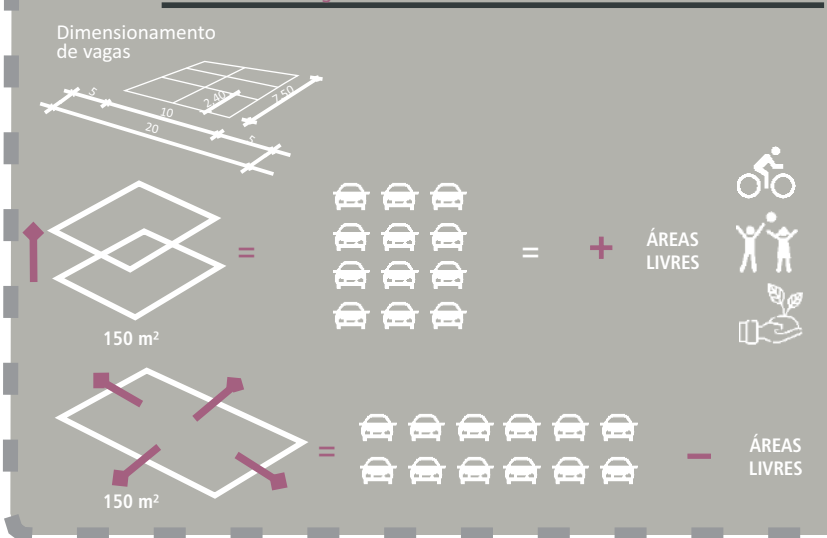 Dimensionamento
de vagas
5
10
2.40
7.50
20
5
=
=
+
ÁREAS
LIVRES
150 m²
=
–
ÁREAS
LIVRES
150 m²